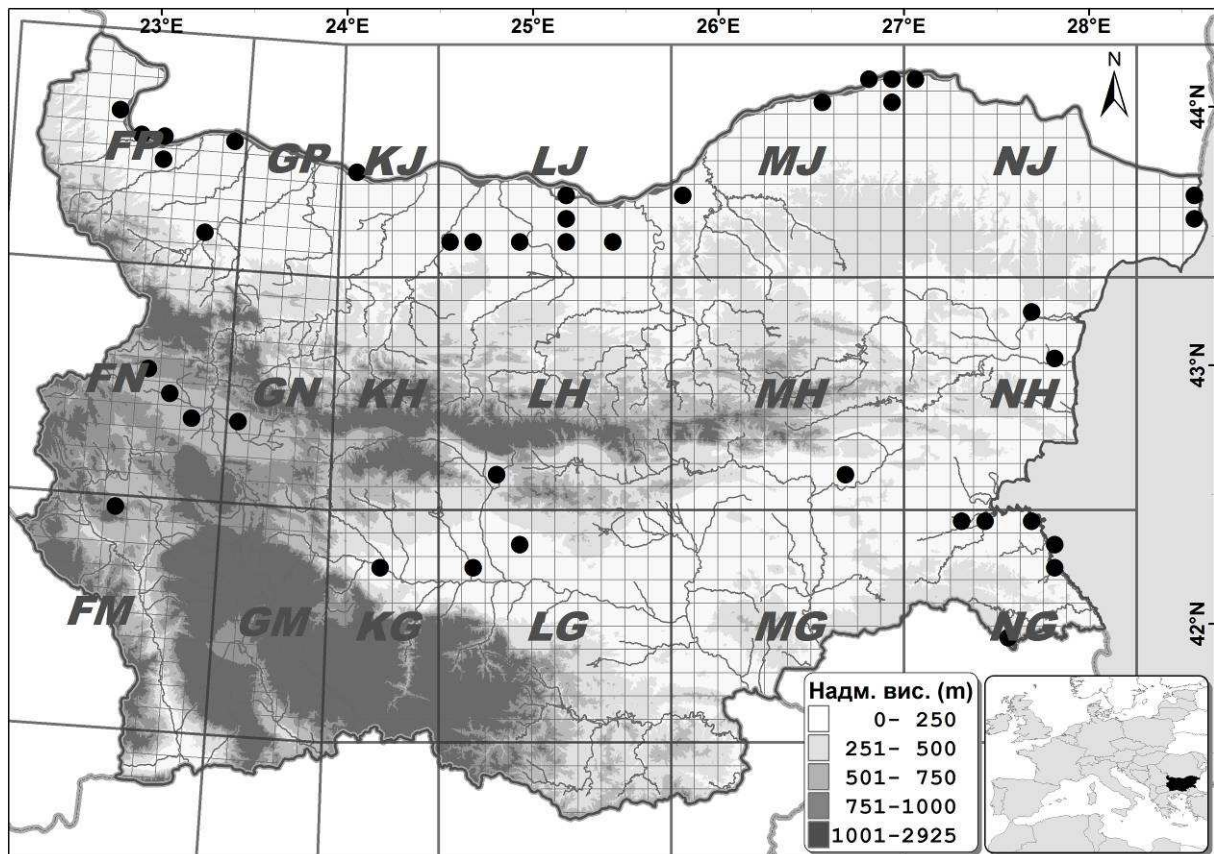 23°E 24°E 25°E 26°E 27°E 28°E
N
44°N
FP GP KJ LJ MJ NJ
43°N
FN GN KH LH MH NH
42°N
FM GM KG LG MG NG
Надм. вис. (m)
0- 250
251- 500
501- 750
751-1000
1001-2925